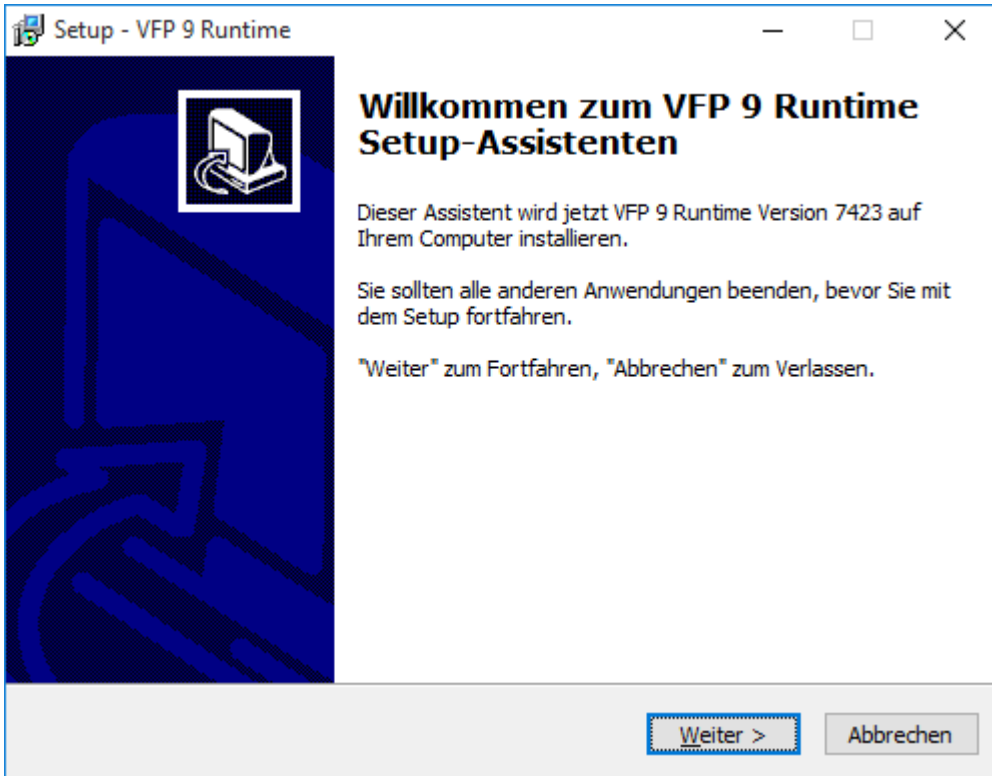 Setup - VFP 9 Runtime
Willkommen zum VFP 9 Runtime
Setup-Assistenten
Dieser Assistent wird jetzt VFP 9 Runtime Version 7423 auf
Ihrem Computer installieren.
Sie sollten alle anderen Anwendungen beenden, bevor Sie mit
dem Setup fortfahren.
"Weiter" zum Fortfahren, "Abbrechen" zum Verlassen.
Weiter >
Abbrechen